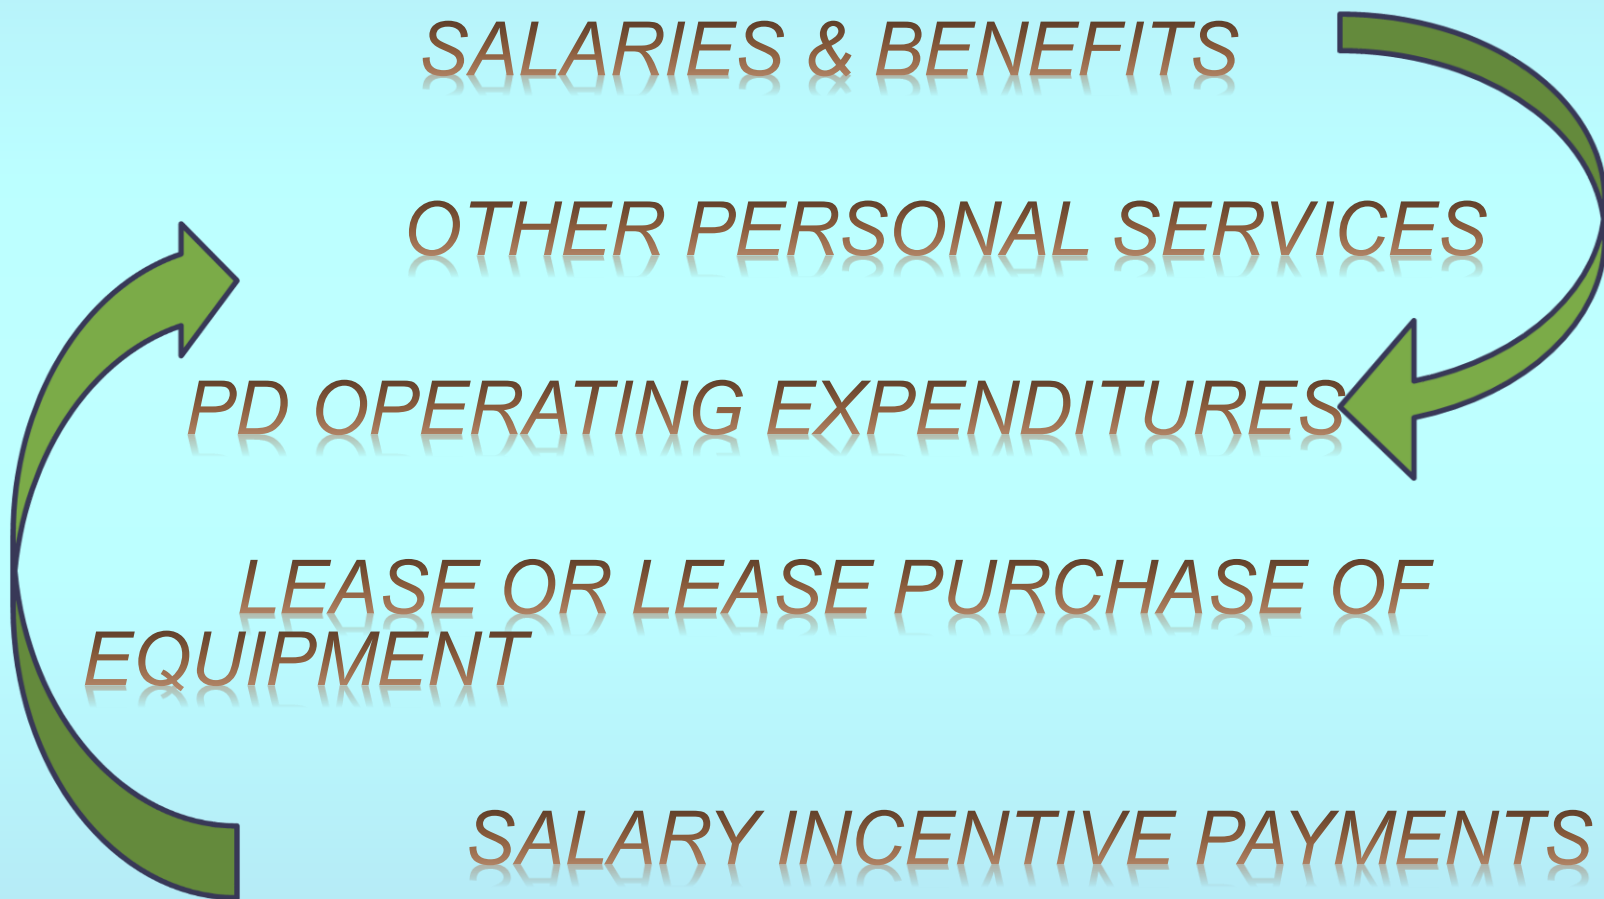 SALARIES & BENEFITS
OTHER PERSONAL SERVICES
PD OPERATING EXPENDITURES
LEASE OR LEASE PURCHASE OF
EQUIPMENT
SALARY INCENTIVE PAYMENTS